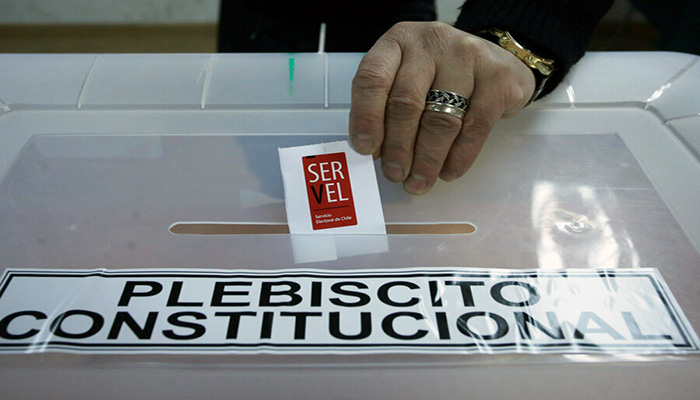 SER
VEL
Servicio
Electoral de Chile
PLEBISCITO
CONSTITUCIONAL